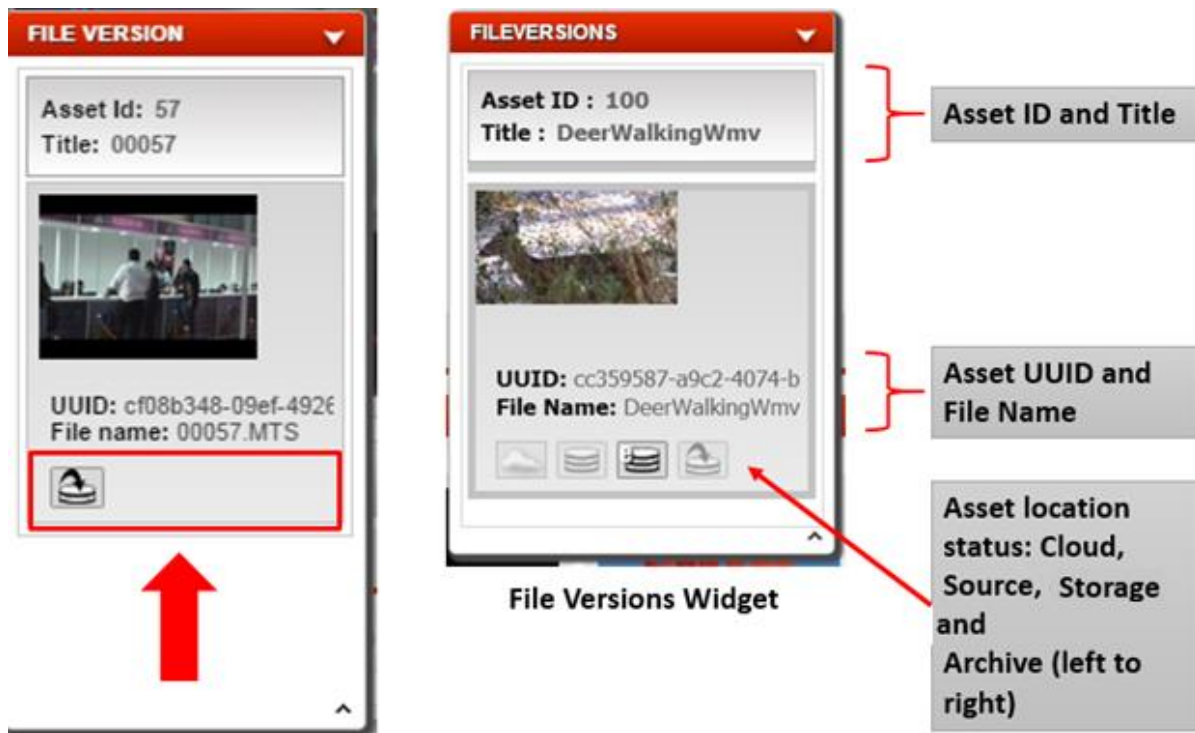 FILE VERSION
Asset Id: 57
Title: 00057
UUID: cf08b348-09ef-4926
File name: 00057.MTS
FILEVERSIONS
Asset ID : 100
Title : DeerWalkingWmv
UUID: cc359587-a9c2-4074-b
File Name: DeerWalkingWmv
File Versions Widget
Asset ID and Title
Asset UUID and
File Name
Asset location
status: Cloud,
Source, Storage
and
Archive (left to
right)